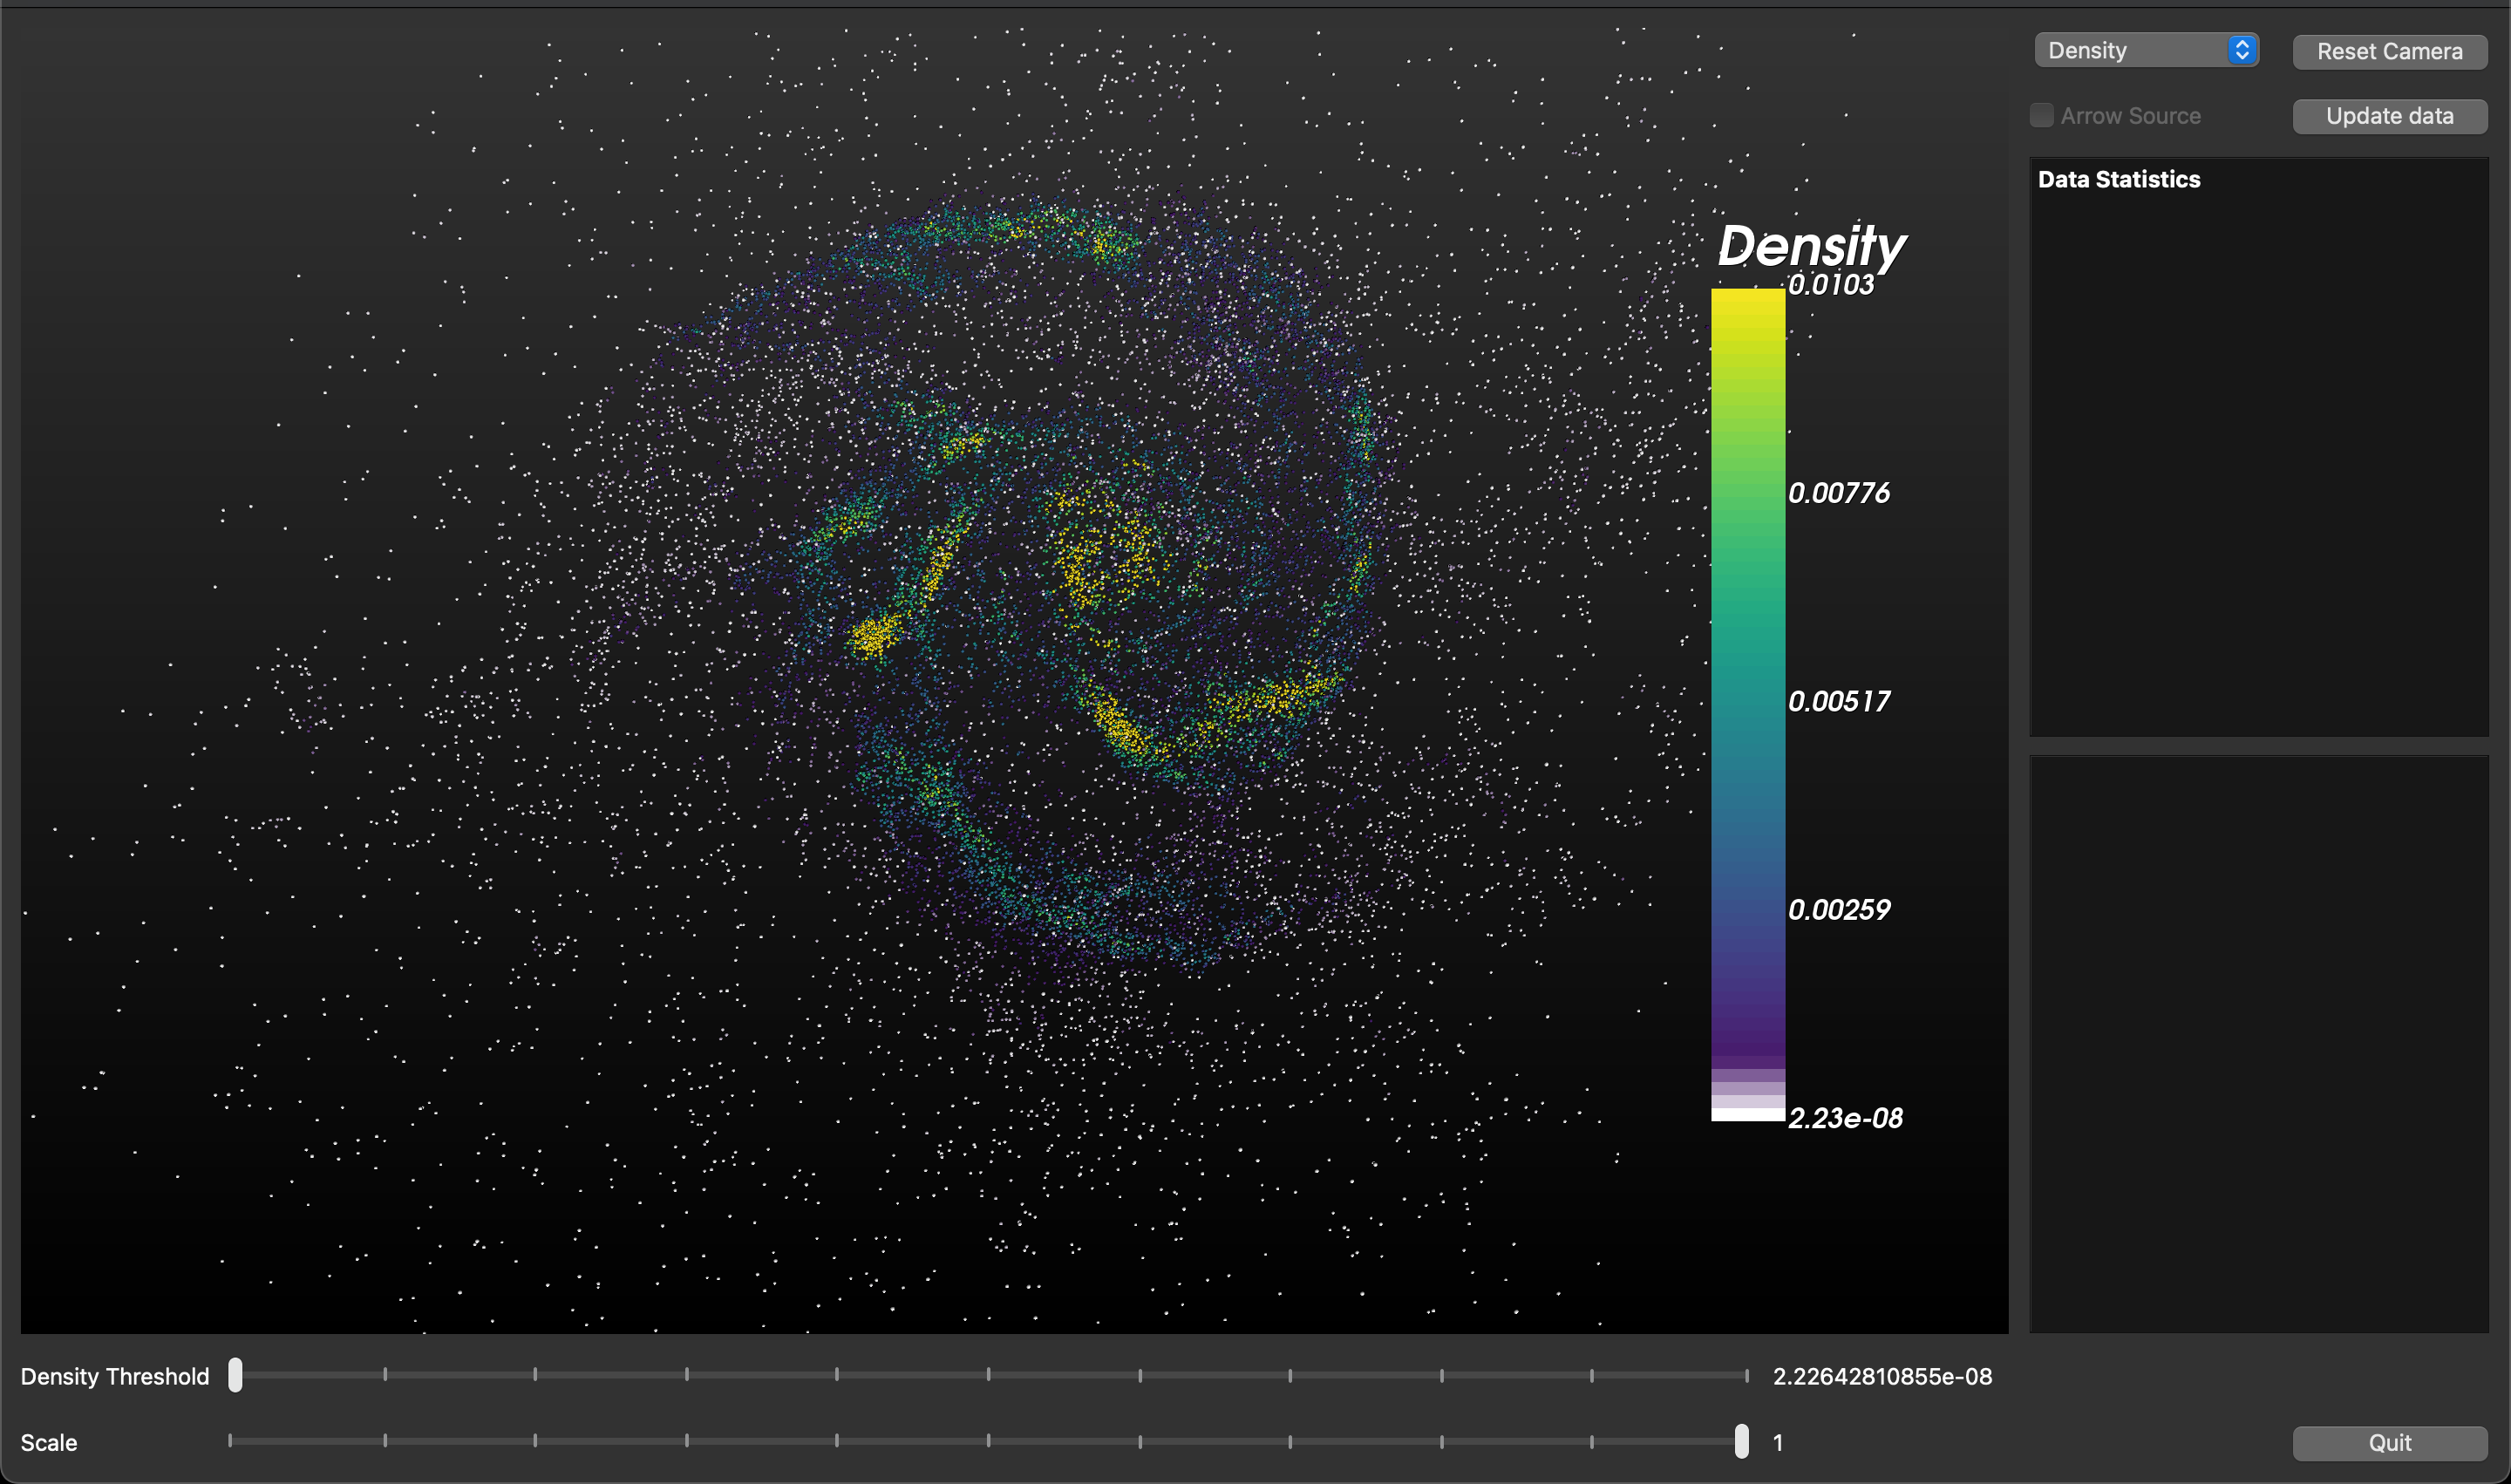 Density
Reset Camera
Arrow Source
Update data
Data Statistics
Density
0.0103
0.00776
0.00517
0.00259
2.23e-08
Density Threshold
2.22642810855e-08
Scale
1
Quit